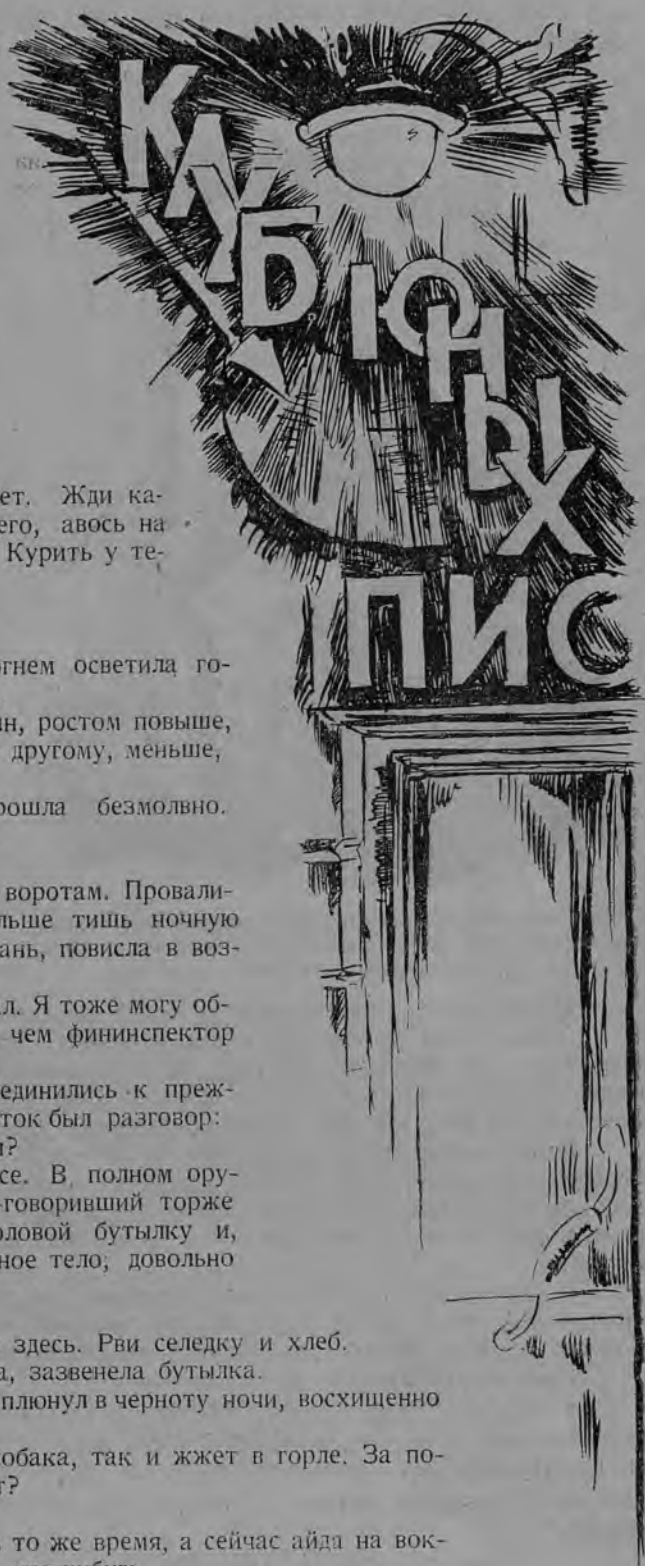 КЛУБ ЮНЫХ
ПИС
ет. Жди ка-
его, авось на
Курить у те-
гнем осветила го-
ин, ростом повыше,
другому, меньше,
рошла безмолвно.
воротам. Провали-
льше тишь ночную
ань, повисла в воз-
л. Я тоже могу об-
чем фининспектор
единились к преж-
ток был разговор:
и?
се. В полном ору-
говоривший торже
оловой бутылку и,
ное тело; довольно
здесь. Рви селедку и хлеб.
а, зазвенела бутылка.
плюнул в черноту ночи, восхищенно
обака, так и жжет в горле. За по-
т?
то же время, а сейчас айда на вок-